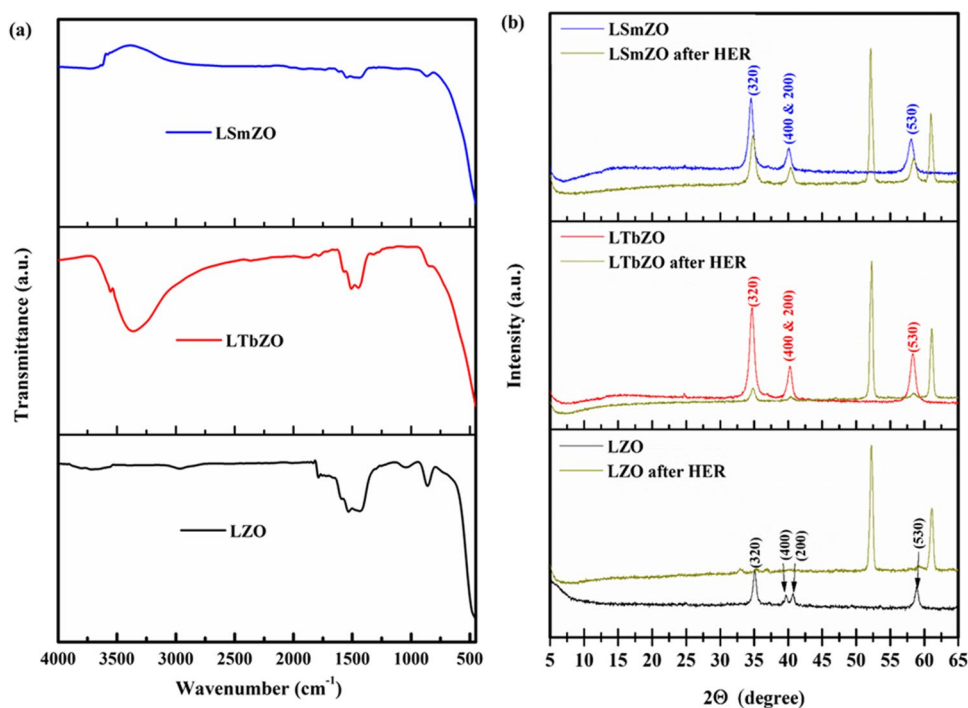 (a)
LSmZO
LTbZO
LZO
Transmittance (a.u.)
4000 3500 3000 2500 2000 1500 1000 500
Wavenumber (cm⁻¹)
(b)
LSmZO
LSmZO after HER
(320)
(400 & 200)
(530)
LTbZO
LTbZO after HER
(320)
(400 & 200)
(530)
LZO
LZO after HER
(320)
(400)
(200)
(530)
Intensity (a.u.)
5 10 15 20 25 30 35 40 45 50 55 60 65
2Θ (degree)